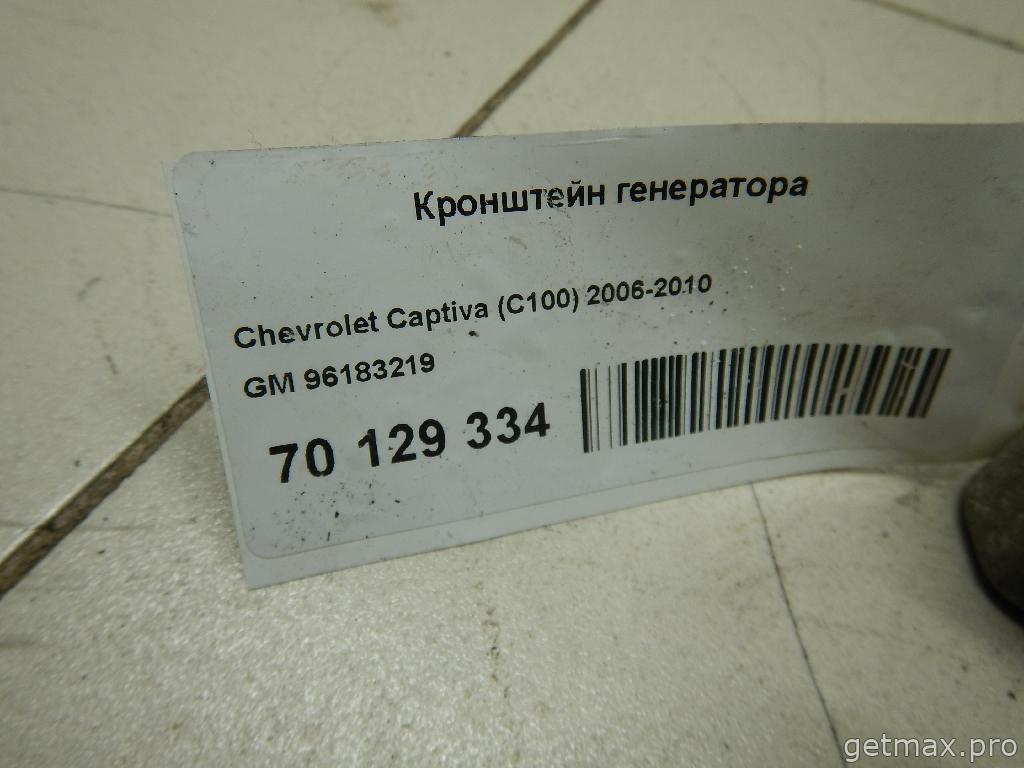 Кронштейн генератора
Chevrolet Captiva (C100) 2006-2010
GM 96183219
70 129 334
getmax.pro